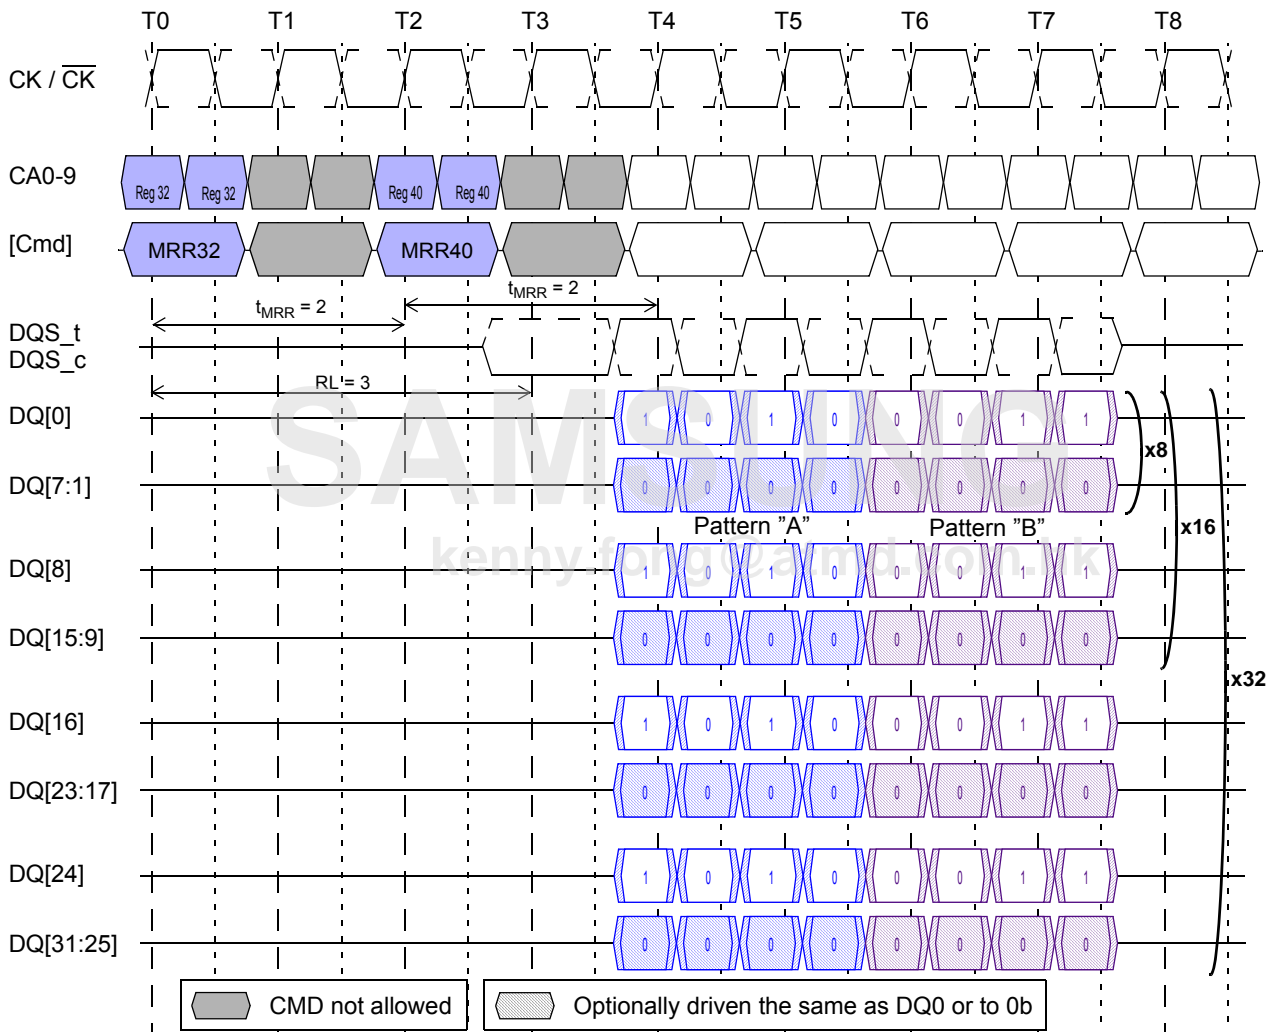 T0 T1 T2 T3 T4 T5 T6 T7 T8
CK / CK
CA0-9 Reg 32 Reg 32 Reg 40 Reg 40
[Cmd] MRR32 MRR40
tMRR = 2 tMRR = 2
DQS_t
DQS_c
RL = 3
DQ[0] 1 0 1 0 0 0 1 1
SAMSUNG
x8
DQ[7:1] 0 0 0 0 0 0 0 0
Pattern "A" Pattern "B" x16
kenny.fong@atmd.com.hk
DQ[8] 1 0 1 0 0 0 1 1
DQ[15:9] 0 0 0 0 0 0 0 0
x32
DQ[16] 1 0 1 0 0 0 1 1
DQ[23:17] 0 0 0 0 0 0 0 0
DQ[24] 1 0 1 0 0 0 1 1
DQ[31:25] 0 0 0 0 0 0 0 0
CMD not allowed Optionally driven the same as DQ0 or to 0b